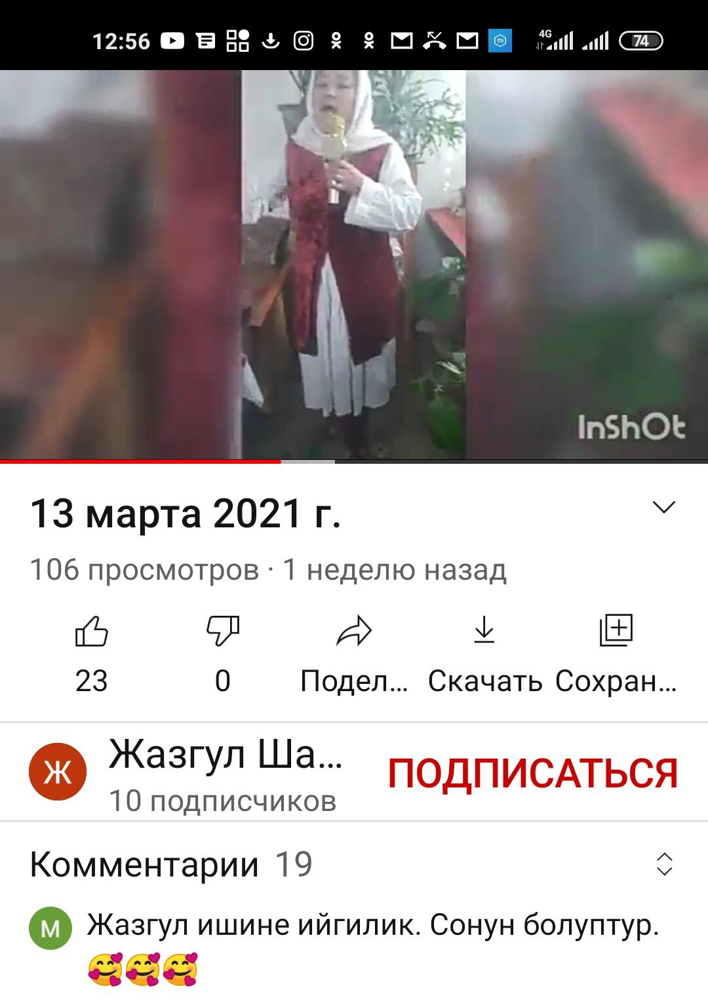 12:56
4G
74
InShOt
13 марта 2021 г.
106 просмотров · 1 неделю назад
23
0
Подел...
Скачать
Сохран...
Ж
Жазгул Ша...
ПОДПИСАТЬСЯ
10 подписчиков
Комментарии 19
М
Жазгул ишине ийгилик. Сонун болуптур.
🥰🥰🥰